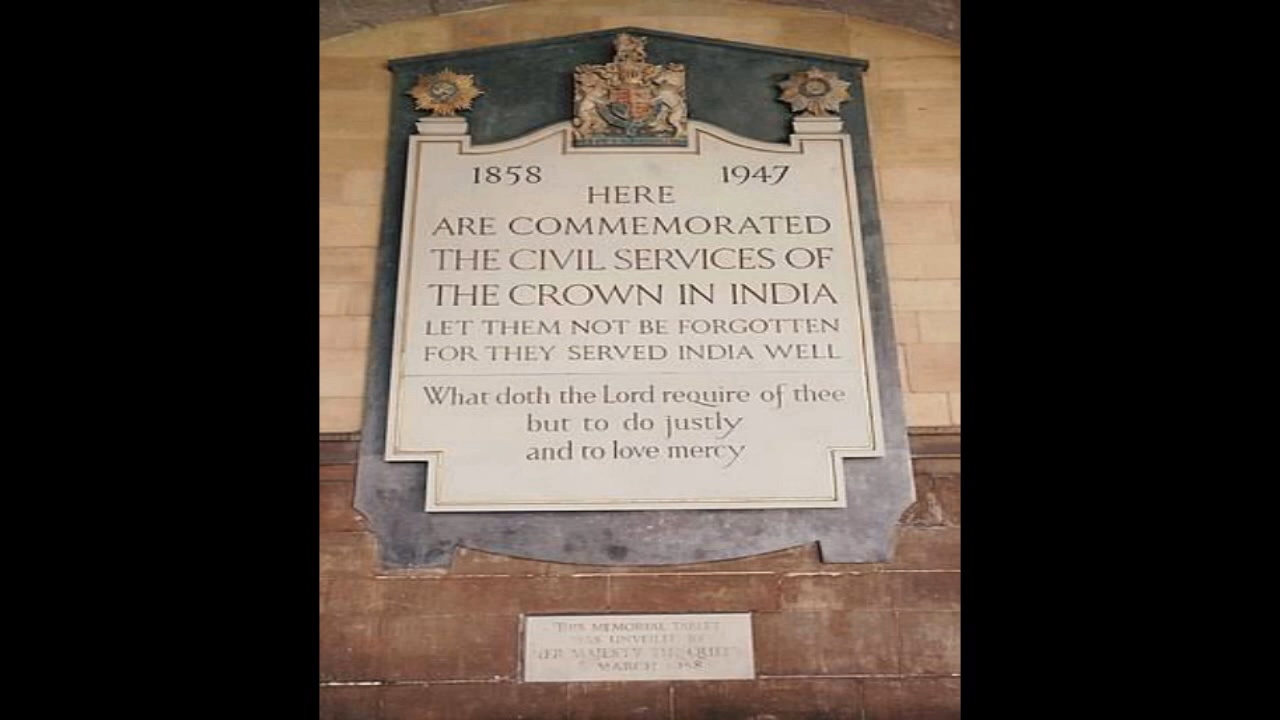 1858 1947
HERE
ARE COMMEMORATED
THE CIVIL SERVICES OF
THE CROWN IN INDIA
LET THEM NOT BE FORGOTTEN
FOR THEY SERVED INDIA WELL
What doth the Lord require of thee
but to do justly
and to love mercy
THIS MEMORIAL TABLET
WAS UNVEILED BY
HER MAJESTY THE QUEEN
MARCH